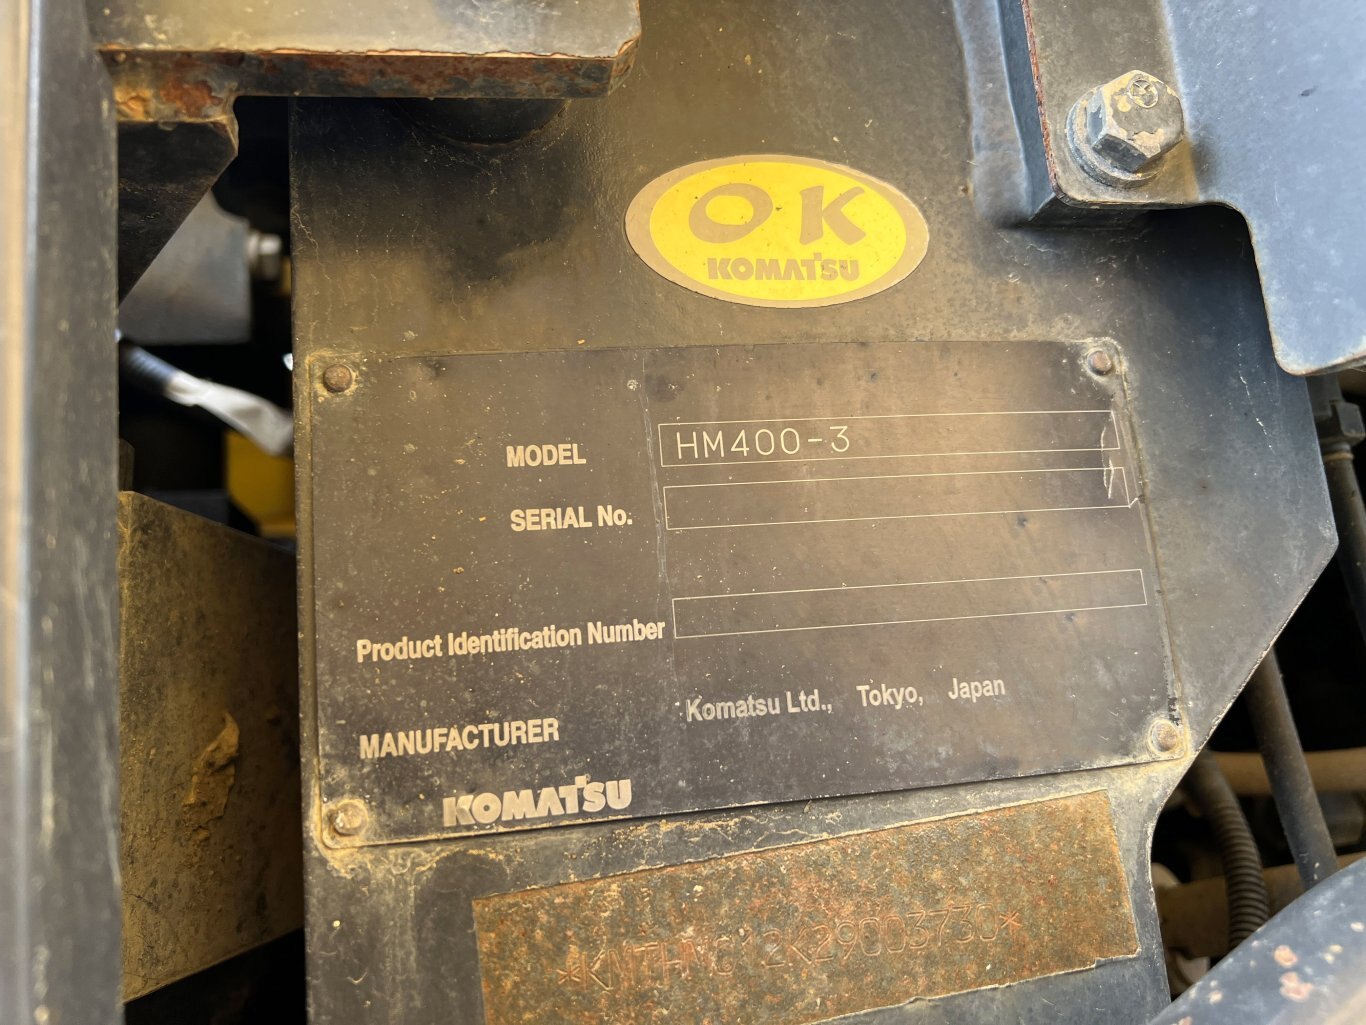 OK
KOMATSU
MODEL HM400-3
SERIAL No.
Product Identification Number
MANUFACTURER Komatsu Ltd., Tokyo, Japan
KOMATSU